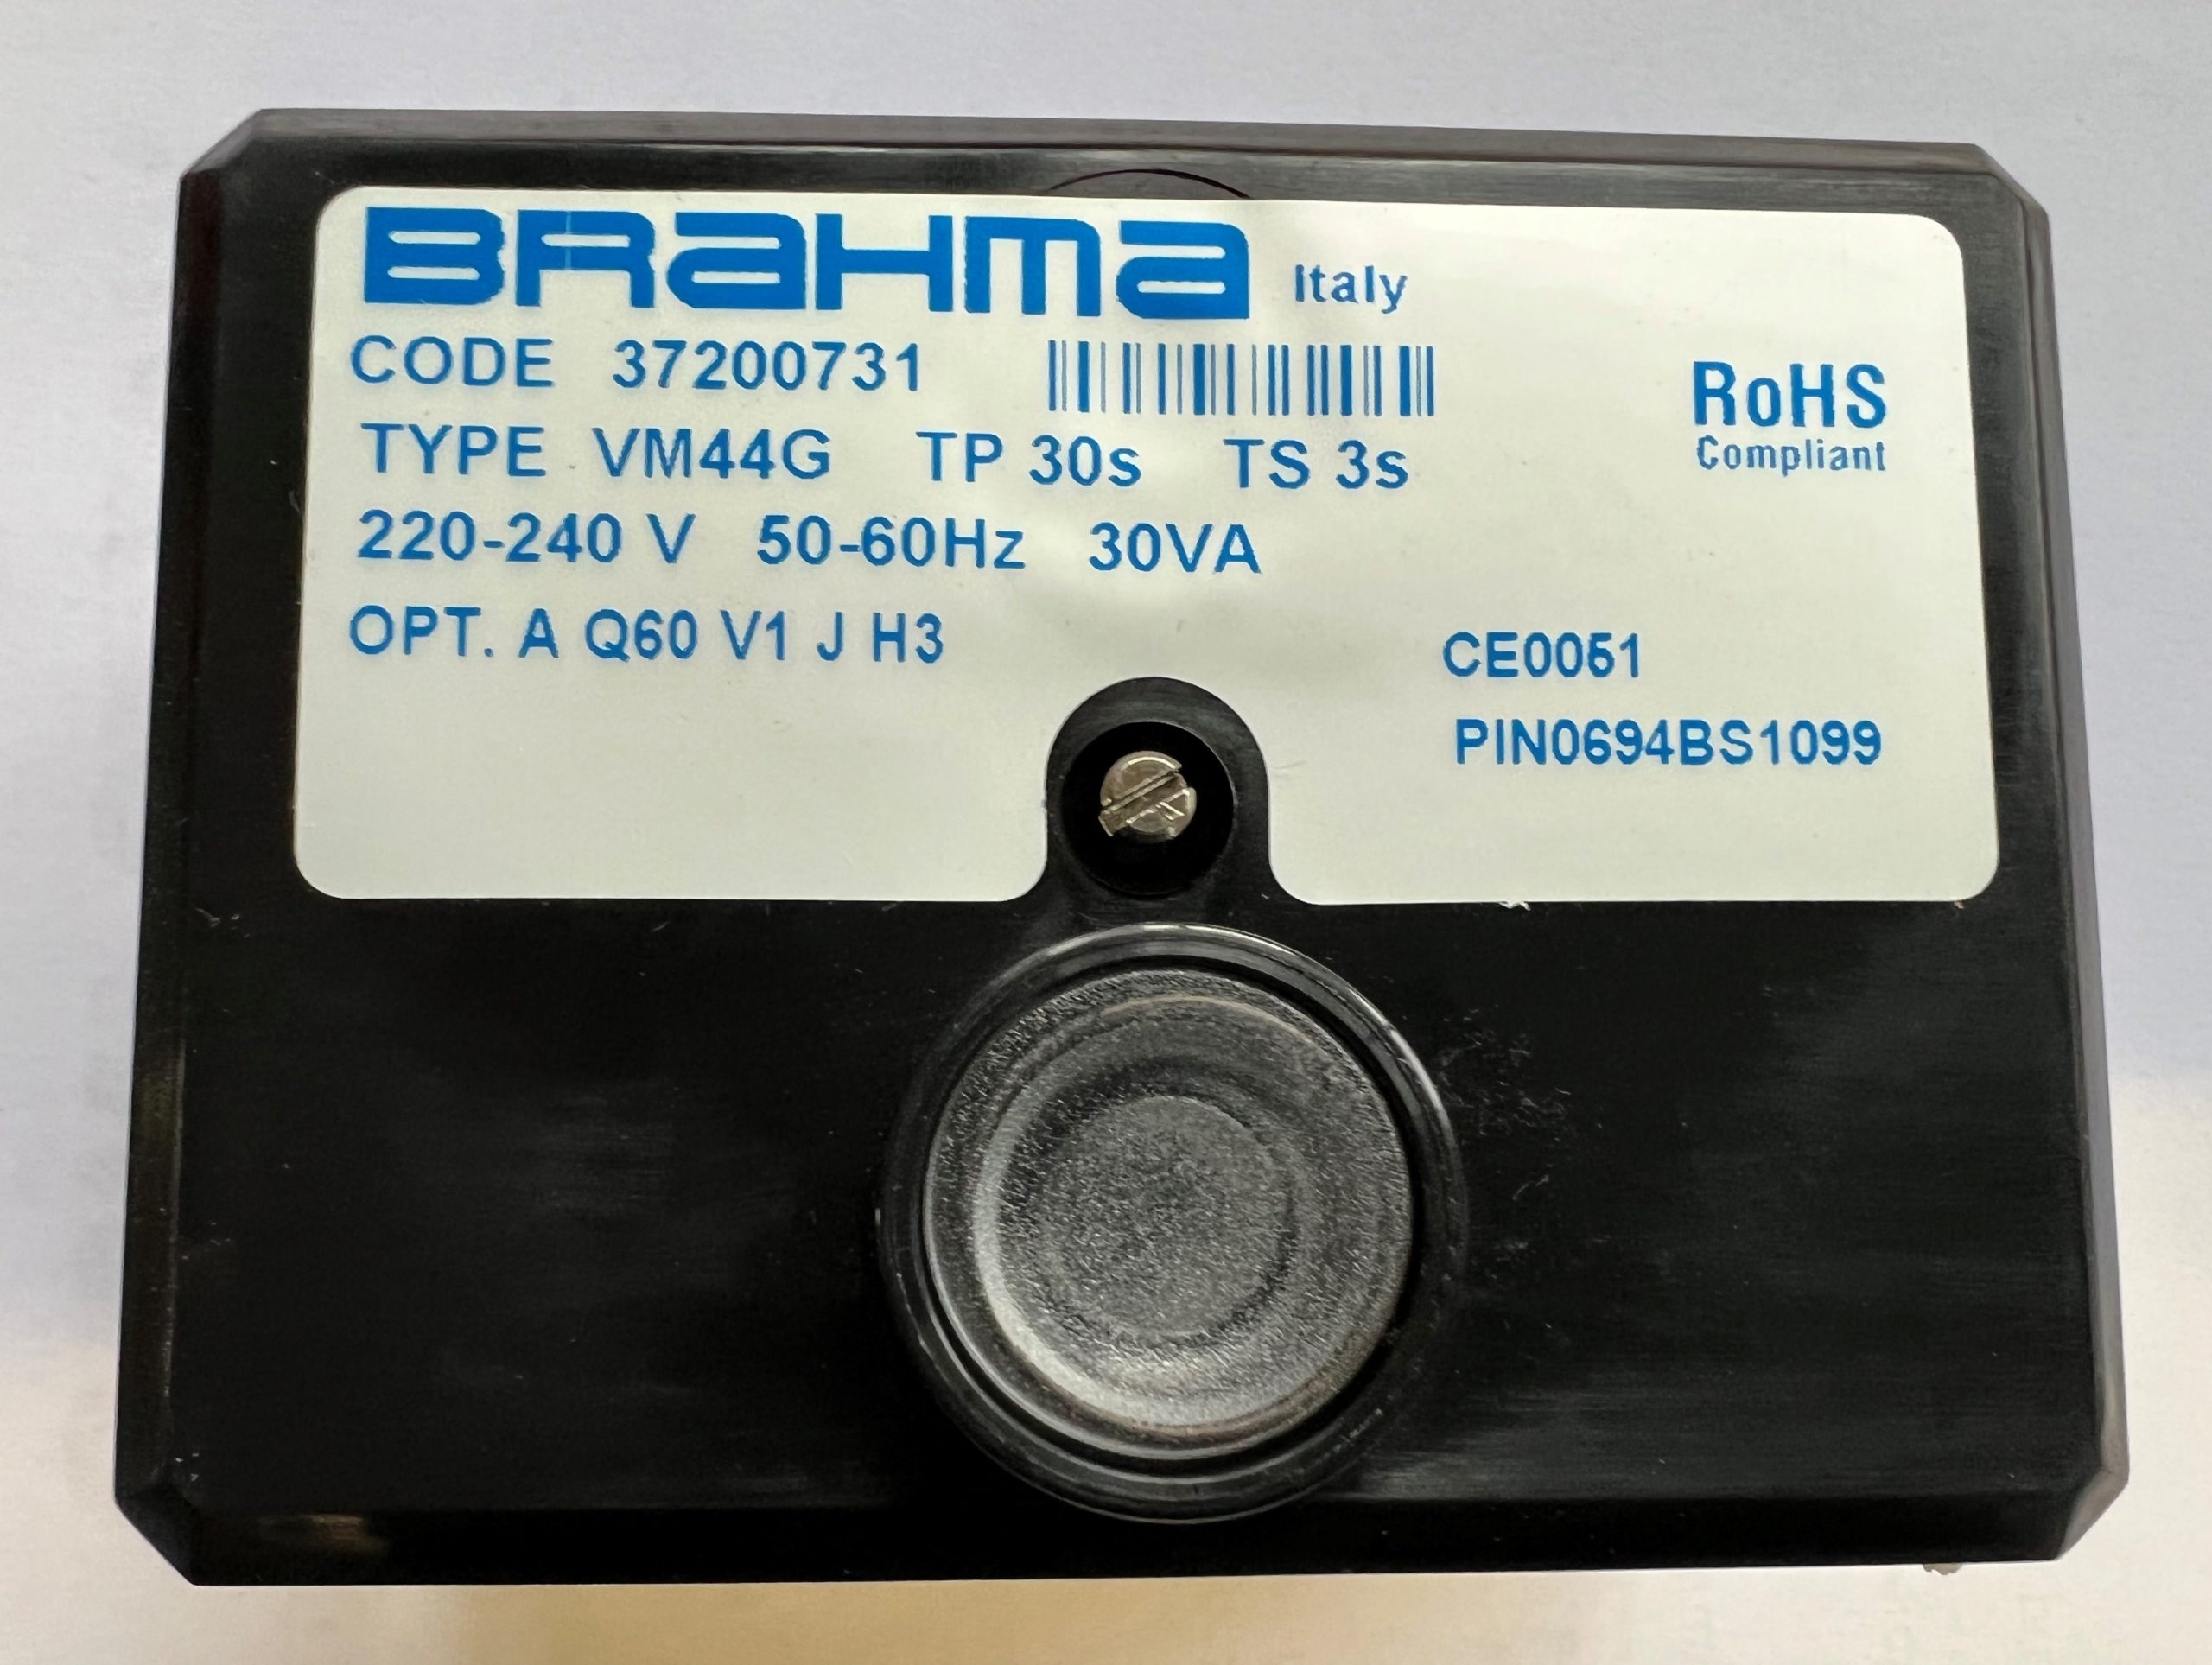 BRAHMA Italy
CODE 37200731
RoHS
Compliant
TYPE VM44G TP 30s TS 3s
220-240 V 50-60Hz 30VA
OPT. A Q60 V1 J H3
CE0051
PIN0694BS1099